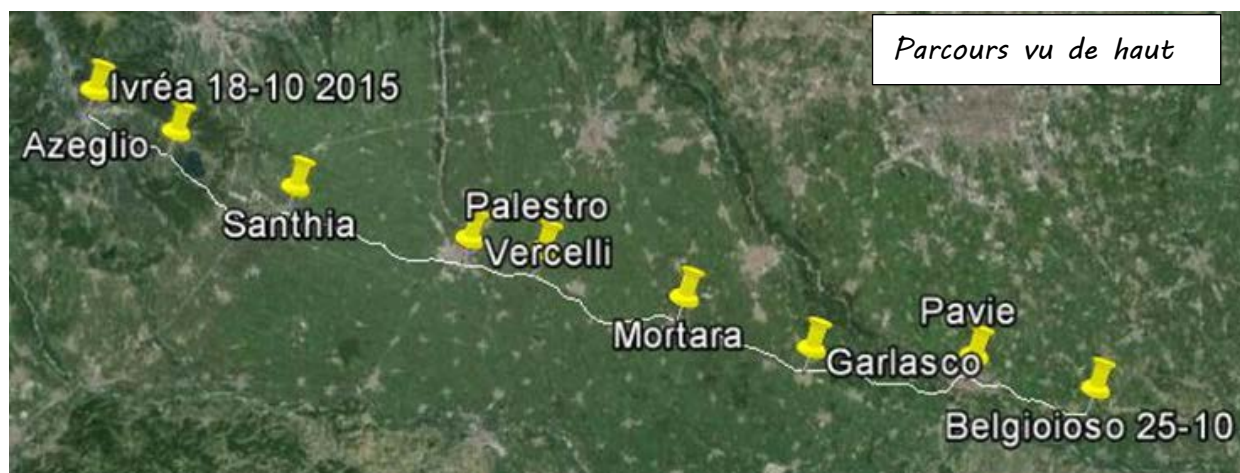 Parcours vu de haut
Ivréa 18-10 2015
Azeglio
Santhia
Palestro
Vercelli
Mortara
Pavie
Garlasco
Belgioioso 25-10